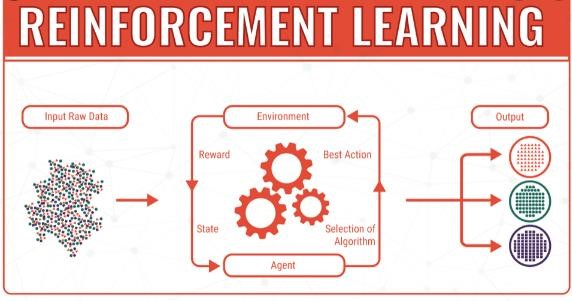 REINFORCEMENT LEARNING
Input Raw Data
Environment
Output
Reward
Best Action
State
Selection of
Algorithm
Agent